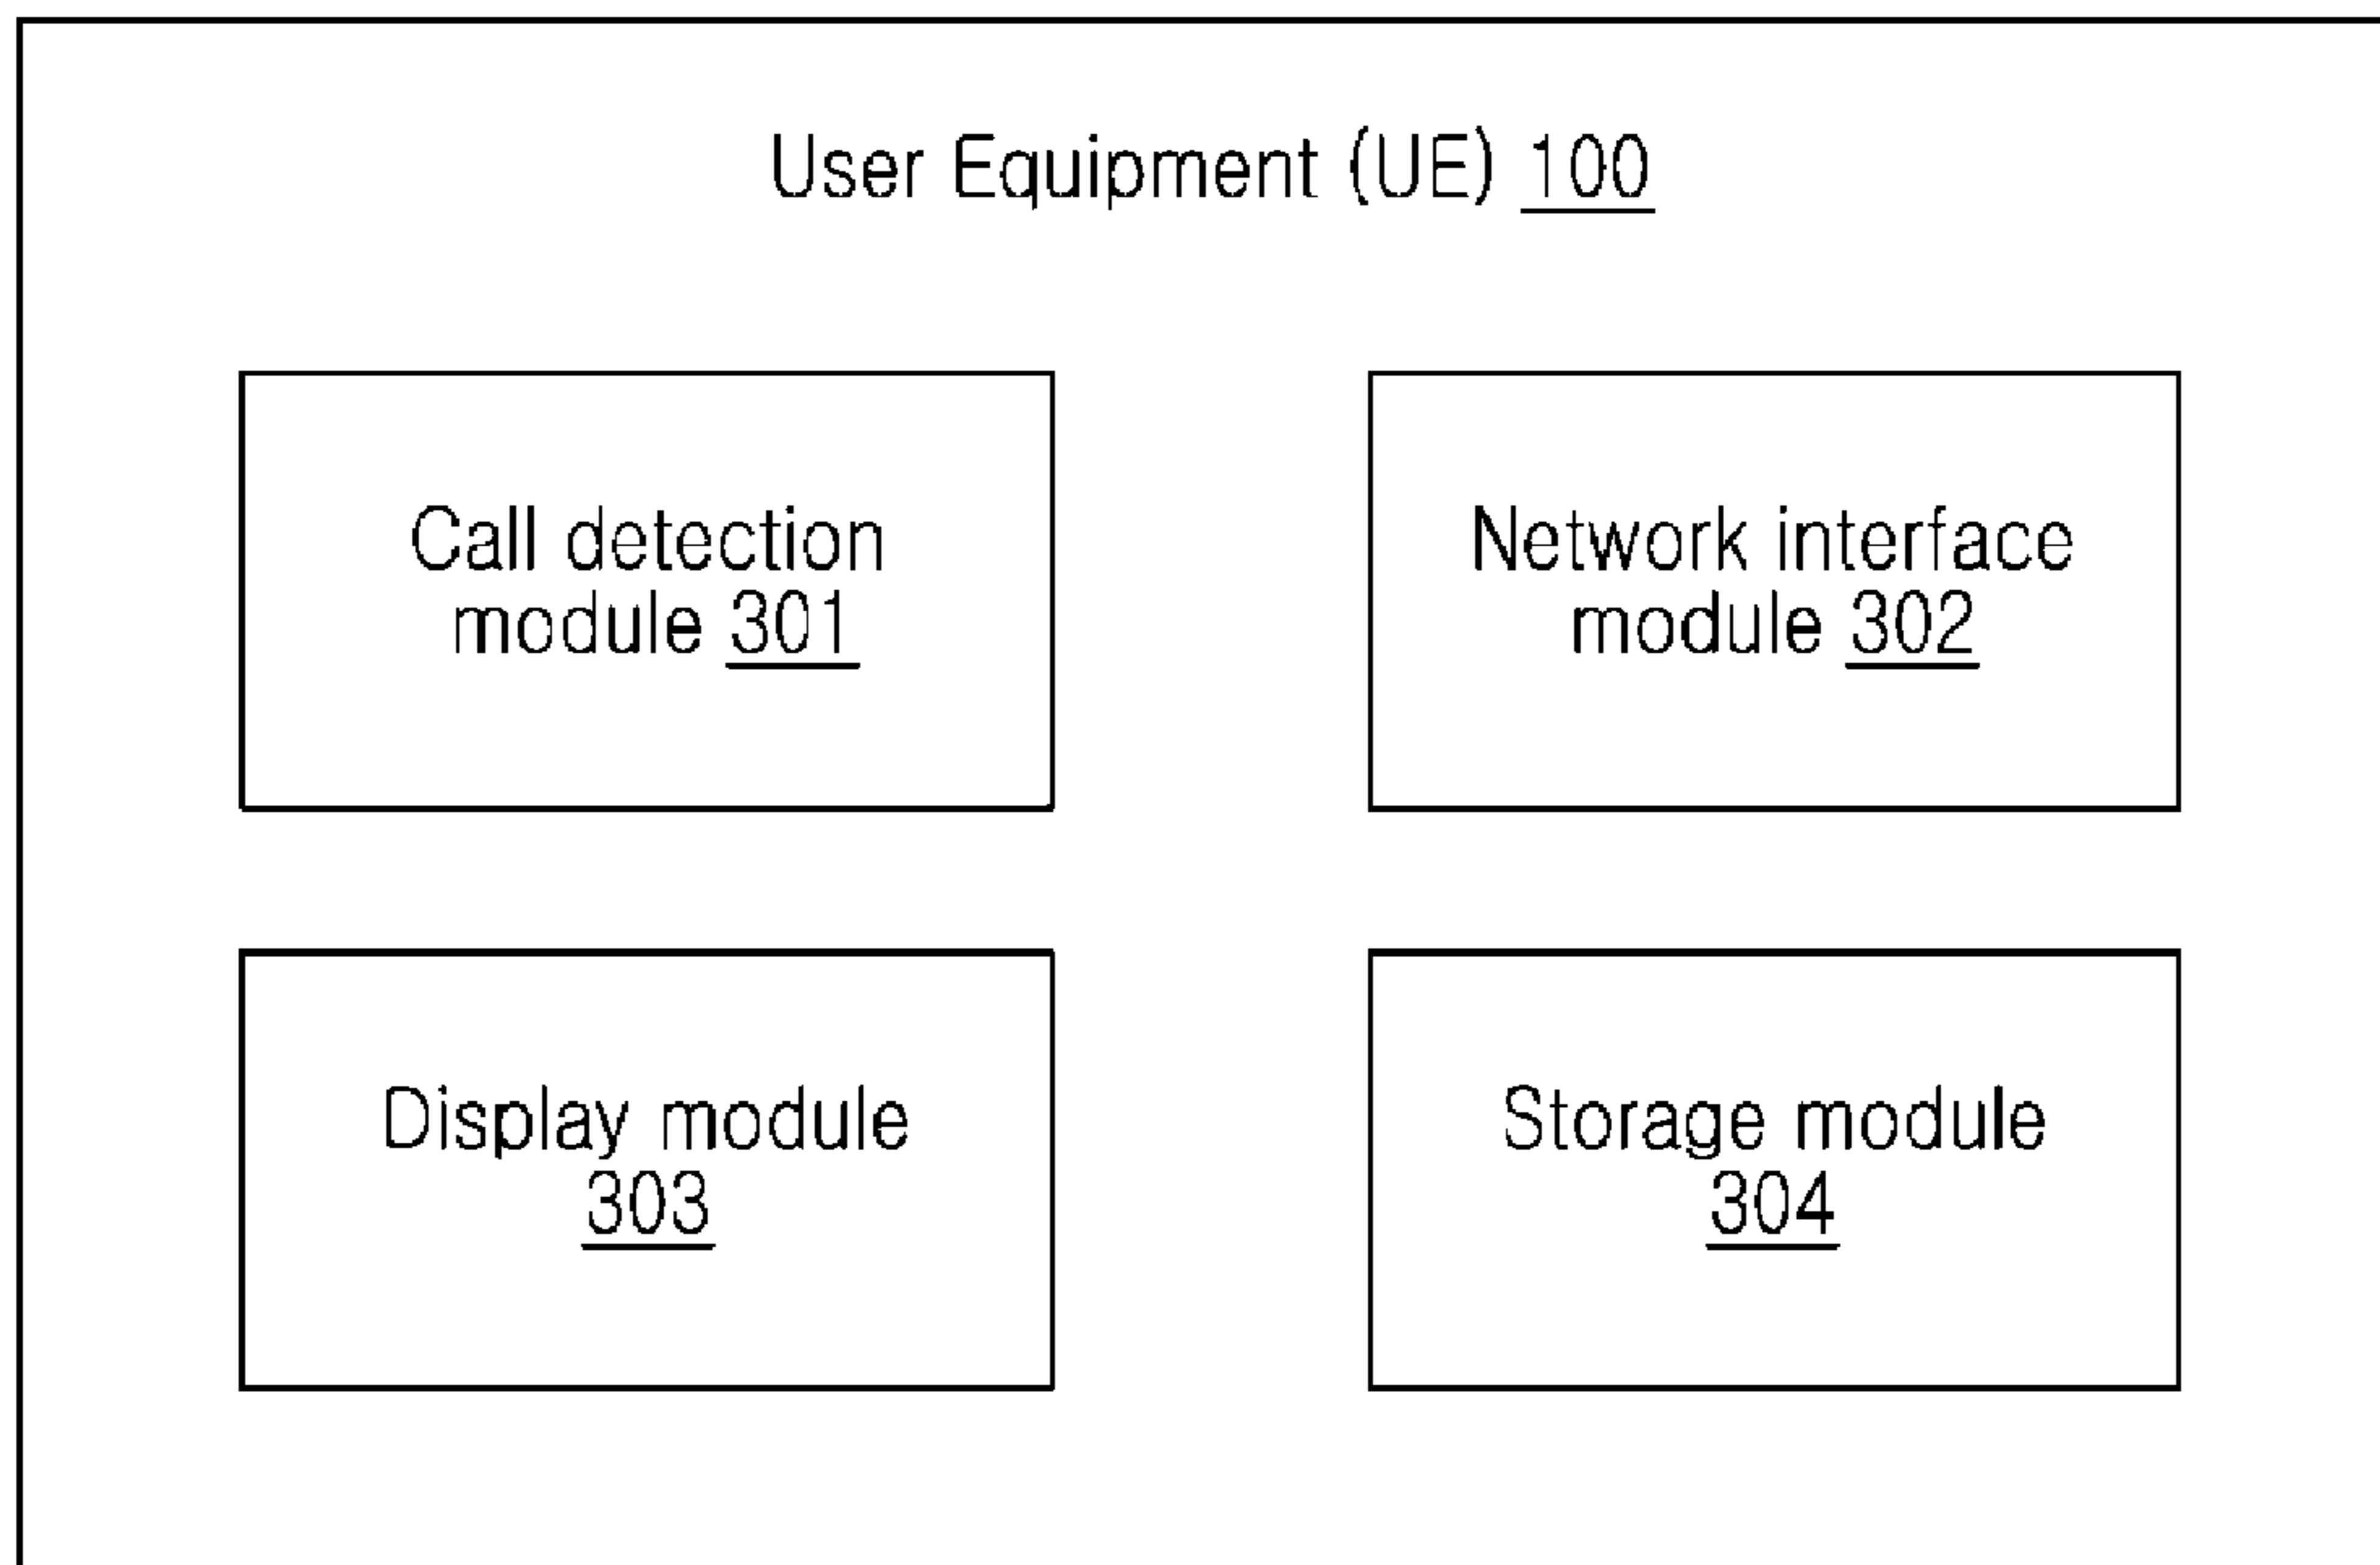 User Equipment (UE) 100
Call detection
module 301
Network interface
module 302
Display module
303
Storage module
304